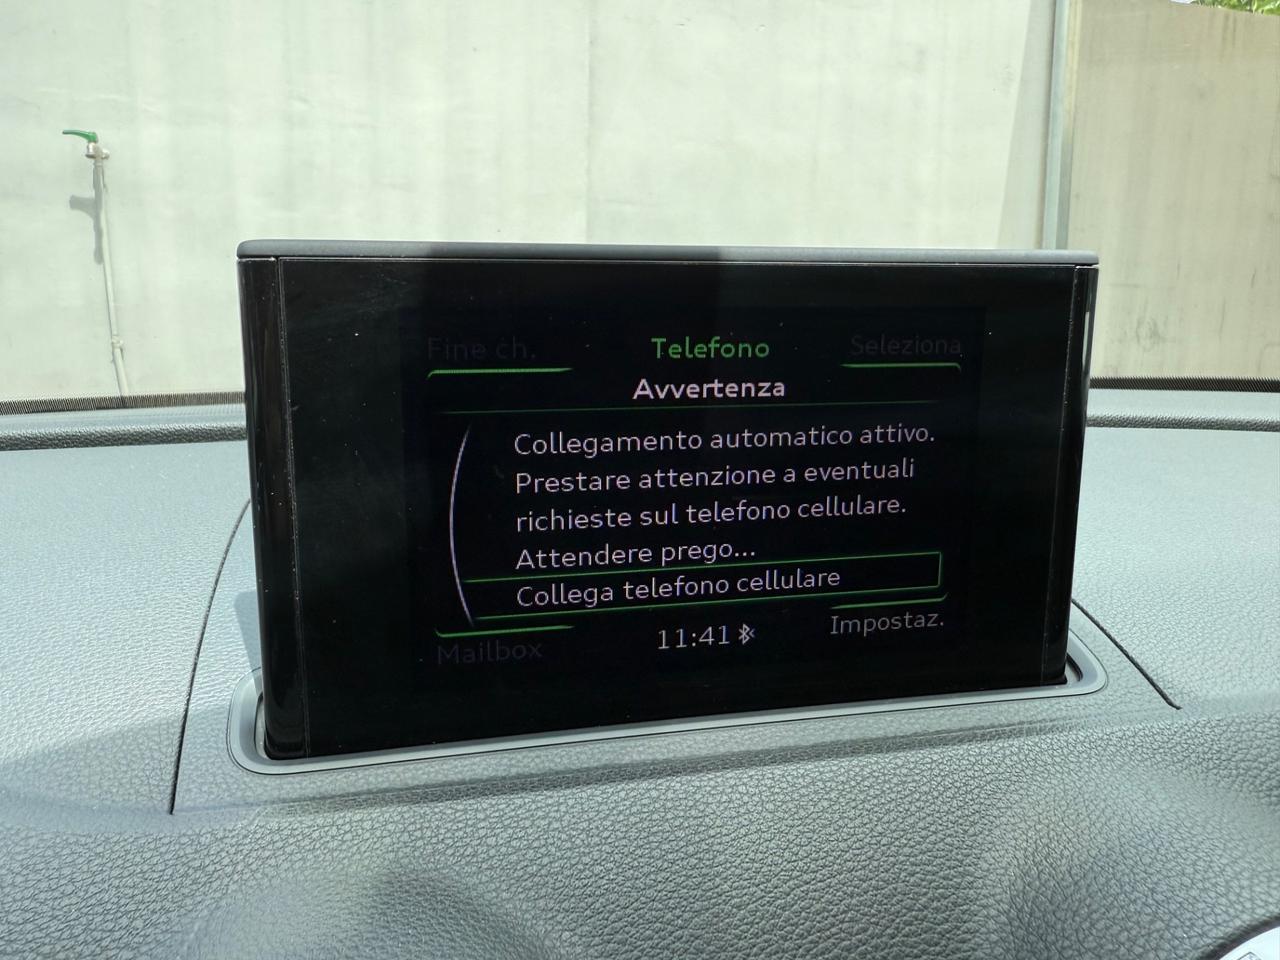 Fine ch.
Telefono
Seleziona
Avvertenza
Collegamento automatico attivo.
Prestare attenzione a eventuali
richieste sul telefono cellulare.
Attendere prego...
Collega telefono cellulare
Mailbox
11:41
Impostaz.